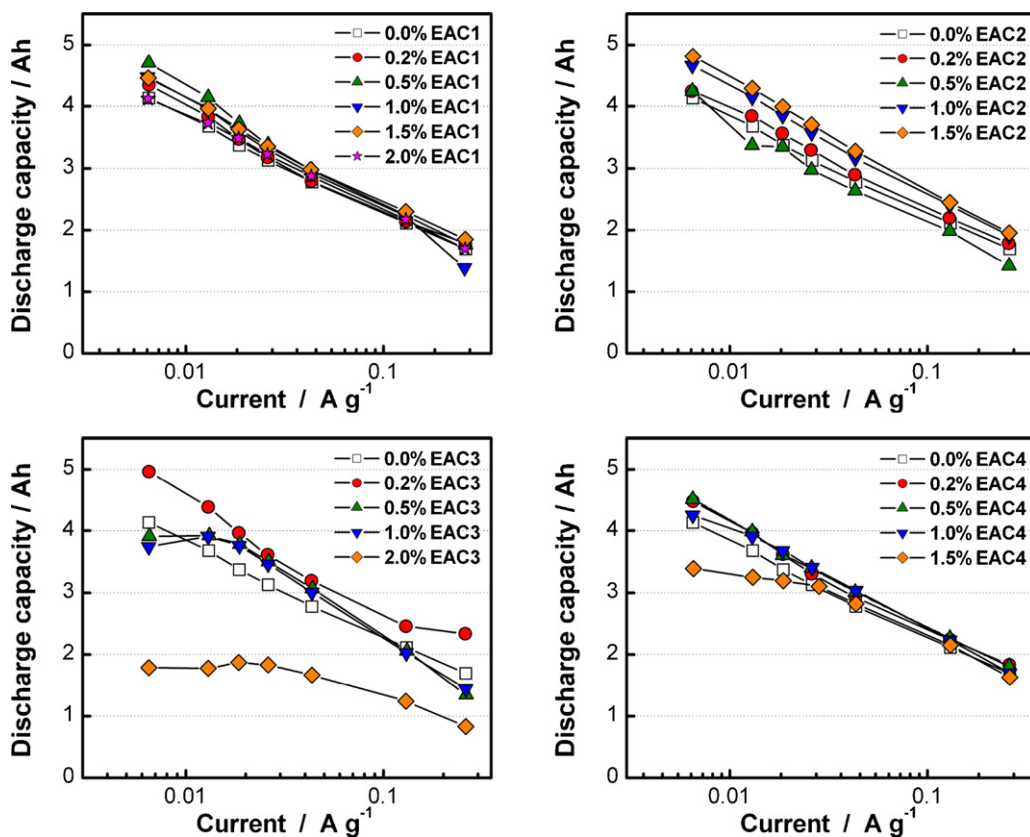 Discharge capacity / Ah
5
4
3
2
1
0
0.0% EAC1
0.2% EAC1
0.5% EAC1
1.0% EAC1
1.5% EAC1
2.0% EAC1
0.01
0.1
Current / A g⁻¹
Discharge capacity / Ah
5
4
3
2
1
0
0.0% EAC2
0.2% EAC2
0.5% EAC2
1.0% EAC2
1.5% EAC2
0.01
0.1
Current / A g⁻¹
Discharge capacity / Ah
5
4
3
2
1
0
0.0% EAC3
0.2% EAC3
0.5% EAC3
1.0% EAC3
2.0% EAC3
0.01
0.1
Current / A g⁻¹
Discharge capacity / Ah
5
4
3
2
1
0
0.0% EAC4
0.2% EAC4
0.5% EAC4
1.0% EAC4
1.5% EAC4
0.01
0.1
Current / A g⁻¹